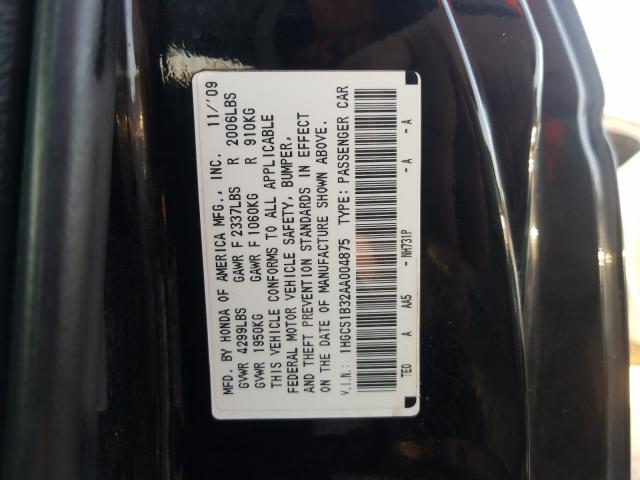 MFD. BY HONDA OF AMERICA MFG., INC. 11/'09
GVWR 4299LBS GAWR F 2337LBS R 2006LBS
GVWR 1950KG GAWR F 1060KG R 910KG
THIS VEHICLE CONFORMS TO ALL APPLICABLE
FEDERAL MOTOR VEHICLE SAFETY, BUMPER,
AND THEFT PREVENTION STANDARDS IN EFFECT
ON THE DATE OF MANUFACTURE SHOWN ABOVE.
V.I.N.: 1HGCS1B32AA004875 TYPE: PASSENGER CAR
TE0 A AA5 - NH731P - A - A